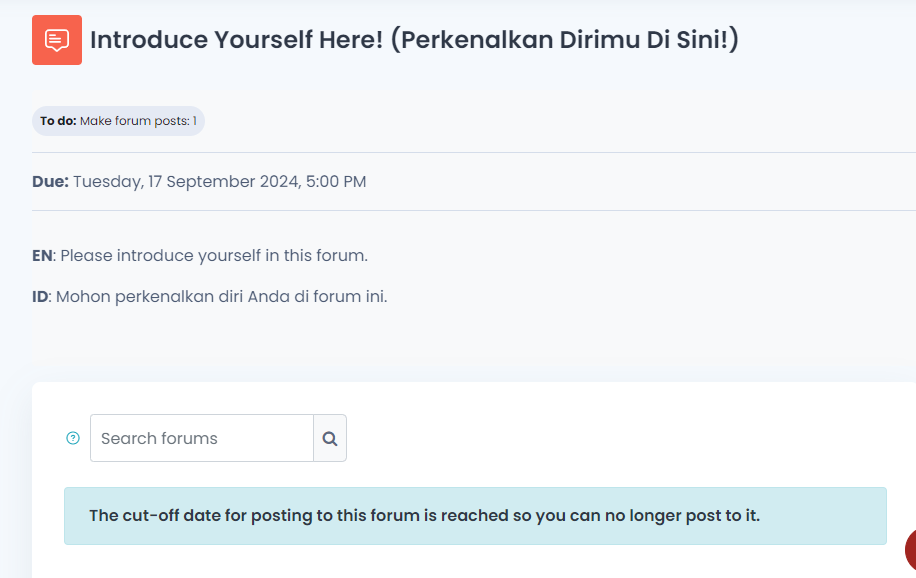 Introduce Yourself Here! (Perkenalkan Dirimu Di Sini!)
To do: Make forum posts: 1
Due: Tuesday, 17 September 2024, 5:00 PM
EN: Please introduce yourself in this forum.
ID: Mohon perkenalkan diri Anda di forum ini.
? Search forums
The cut-off date for posting to this forum is reached so you can no longer post to it.